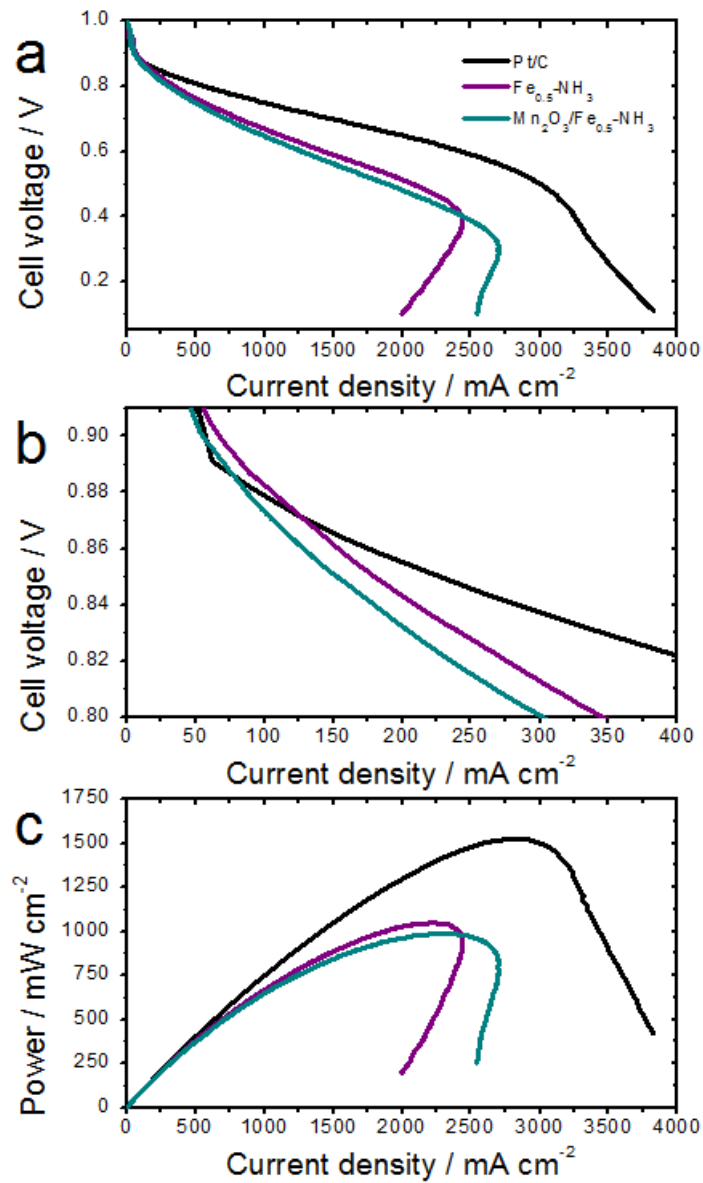 a
Cell voltage / V
1.0
0.8
0.6
0.4
0.2
Pt/C
Fe₀.₅-NH₃
Mn₂O₃/Fe₀.₅-NH₃
0 500 1000 1500 2000 2500 3000 3500 4000
Current density / mA cm⁻²
b
Cell voltage / V
0.90
0.88
0.86
0.84
0.82
0.80
0 50 100 150 200 250 300 350 400
Current density / mA cm⁻²
c
Power / mW cm⁻²
1750
1500
1250
1000
750
500
250
0
0 500 1000 1500 2000 2500 3000 3500 4000
Current density / mA cm⁻²